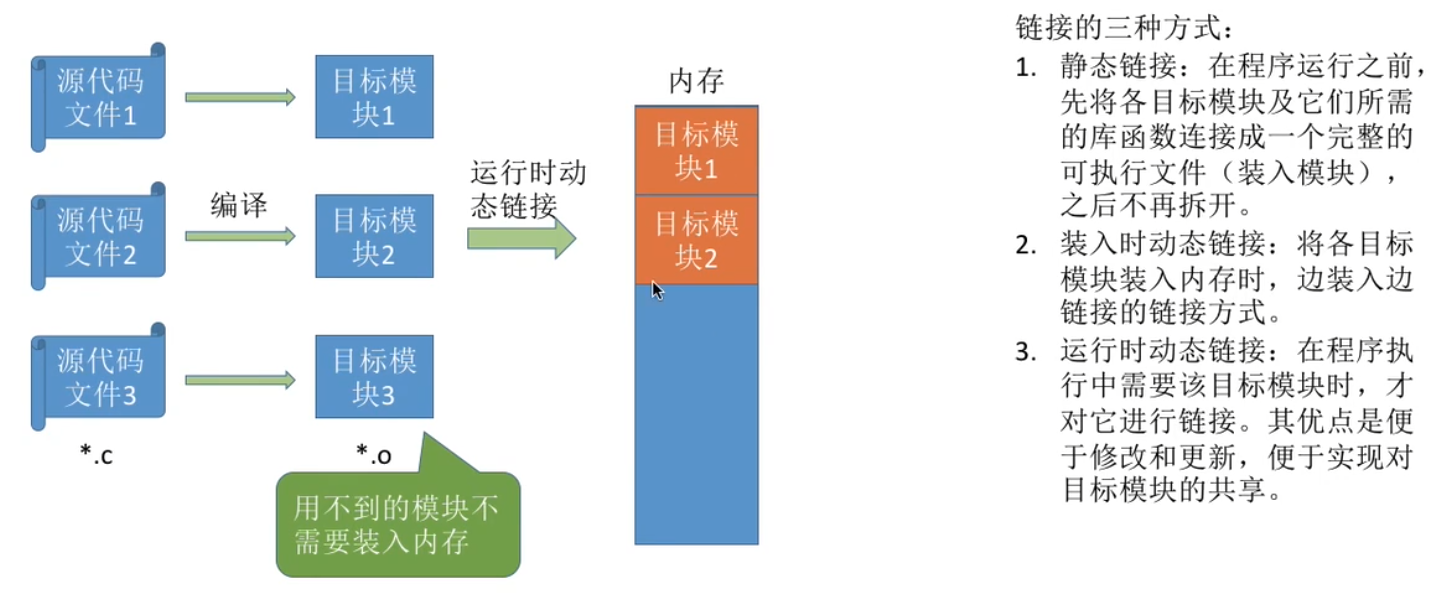 源代码
文件1
目标模
块1
源代码
文件2
编译
目标模
块2
源代码
文件3
目标模
块3
*.c
*.o
用不到的模块不
需要装入内存
运行时动
态链接
内存
目标模
块1
目标模
块2
链接的三种方式：
1. 静态链接：在程序运行之前，
先将各目标模块及它们所需
的库函数连接成一个完整的
可执行文件（装入模块），
之后不再拆开。
2. 装入时动态链接：将各目标
模块装入内存时，边装入边
链接的链接方式。
3. 运行时动态链接：在程序执
行中需要该目标模块时，才
对它进行链接。其优点是便
于修改和更新，便于实现对
目标模块的共享。